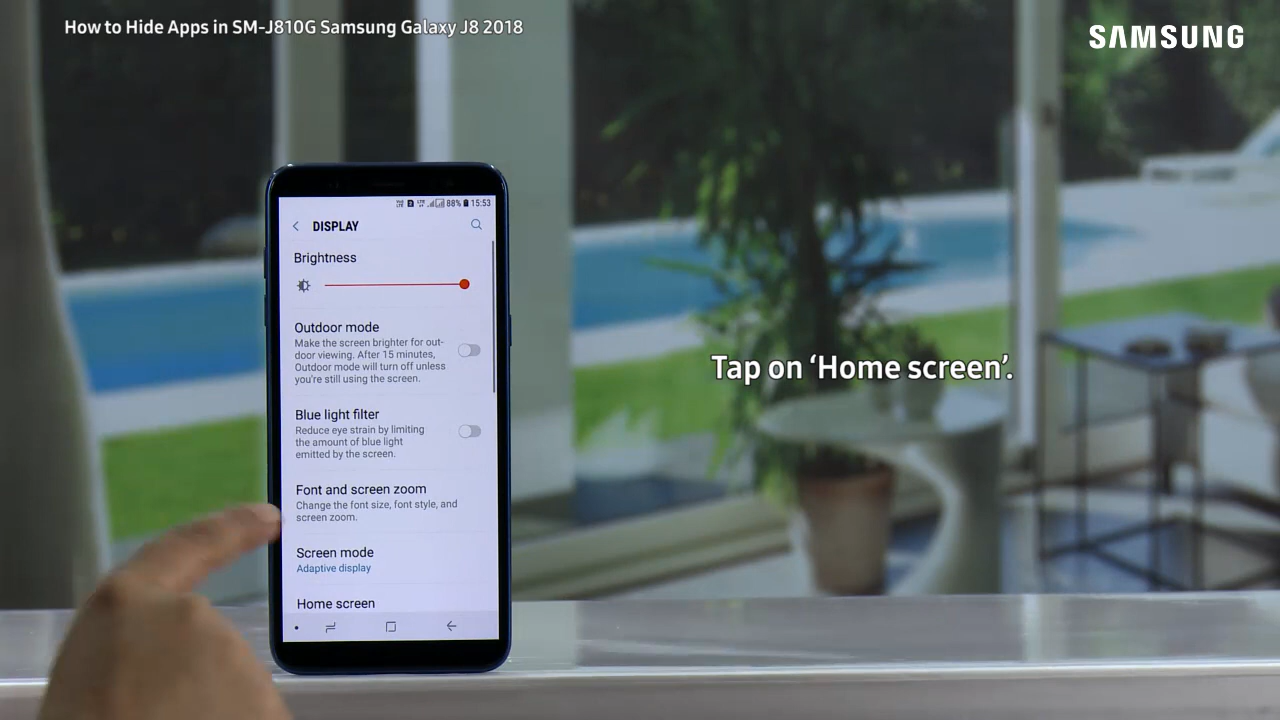 How to Hide Apps in SM-J810G Samsung Galaxy J8 2018
SAMSUNG
88% 15:53
DISPLAY
Brightness
Outdoor mode
Make the screen brighter for out-
door viewing. After 15 minutes,
Outdoor mode will turn off unless
you're still using the screen.
Blue light filter
Reduce eye strain by limiting
the amount of blue light
emitted by the screen.
Font and screen zoom
Change the font size, font style, and
screen zoom.
Screen mode
Adaptive display
Home screen
Tap on ‘Home screen’.